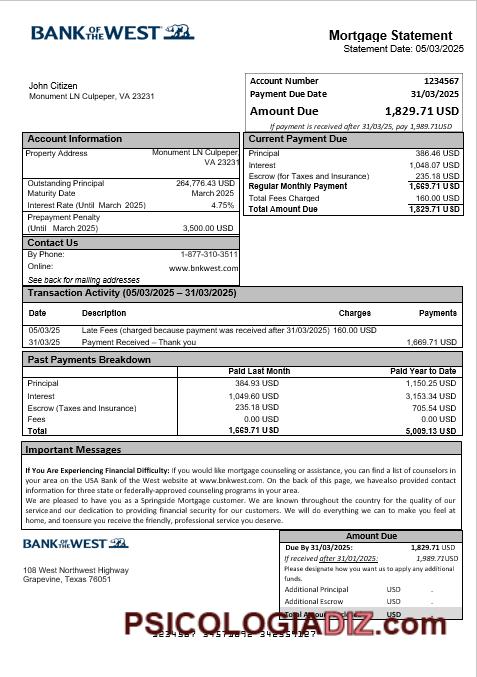 BANK OF THE WEST
Mortgage Statement
Statement Date: 05/03/2025
John Citizen
Monument LN Culpeper, VA 23231
Account Number 1234567
Payment Due Date 31/03/2025
Amount Due 1,829.71 USD
If payment is received after 31/03/25, pay 1,989.71USD
Account Information
Property Address Monument LN Culpeper,
VA 23231
Outstanding Principal 264,776.43 USD
Maturity Date March 2025
Interest Rate (Until March 2025) 4.75%
Prepayment Penalty
(Until March 2025) 3,500.00 USD
Contact Us
By Phone: 1-877-310-3511
Online: www.bnkwest.com
See back for mailing addresses
Current Payment Due
Principal 386.46 USD
Interest 1,048.07 USD
Escrow (for Taxes and Insurance) 235.18 USD
Regular Monthly Payment 1,669.71 USD
Total Fees Charged 160.00 USD
Total Amount Due 1,829.71 USD
Transaction Activity (05/03/2025 – 31/03/2025)
Date Description Charges Payments
05/03/25 Late Fees (charged because payment was received after 31/03/2025) 160.00 USD
31/03/25 Payment Received – Thank you 1,669.71 USD
Past Payments Breakdown
Paid Last Month Paid Year to Date
Principal 384.93 USD 1,150.25 USD
Interest 1,049.60 USD 3,153.34 USD
Escrow (Taxes and Insurance) 235.18 USD 705.54 USD
Fees 0.00 USD 0.00 USD
Total 1,669.71 USD 5,009.13 USD
Important Messages
If You Are Experiencing Financial Difficulty: If you would like mortgage counseling or assistance, you can find a list of counselors in
your area on the USA Bank of the West website at www.bnkwest.com. On the back of this page, we havealso provided contact
information for three state or federally-approved counseling programs in your area.
We are pleased to have you as a Springside Mortgage customer. We are known throughout the country for the quality of our
service and our dedication to providing financial security for our customers. We will do everything we can to make you feel at
home, and toensure you receive the friendly, professional service you deserve.
BANK OF THE WEST
108 West Northwest Highway
Grapevine, Texas 76051
Amount Due
Due By 31/03/2025: 1,829.71 USD
If received after 31/01/2025: 1,989.71USD
Please designate how you want us to apply any additional
funds.
Additional Principal USD .
Additional Escrow USD .
Total Amount USD .
PSICOLOGIADIZ.com